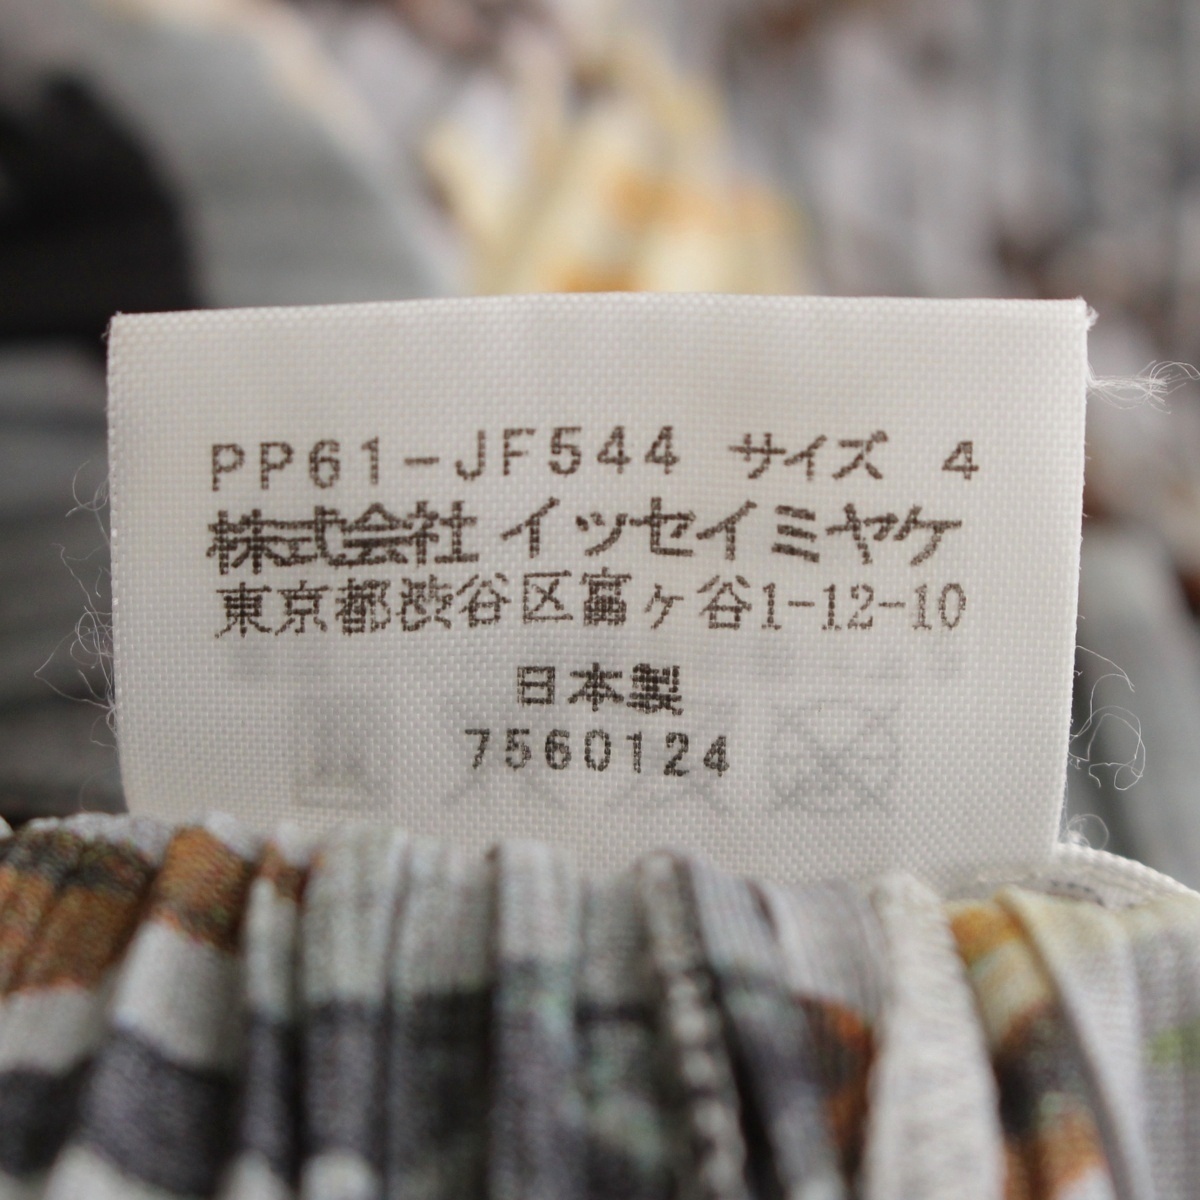 PP61-JF544 サイズ 4
株式会社 イッセイミヤケ
東京都渋谷区富ヶ谷1-12-10
日本製
7560124